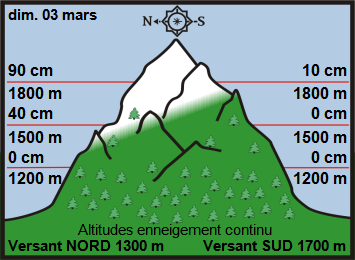 dim. 03 mars
N S
90 cm 10 cm
1800 m 1800 m
40 cm 0 cm
1500 m 1500 m
0 cm 0 cm
1200 m 1200 m
Altitudes enneigement continu
Versant NORD 1300 m Versant SUD 1700 m